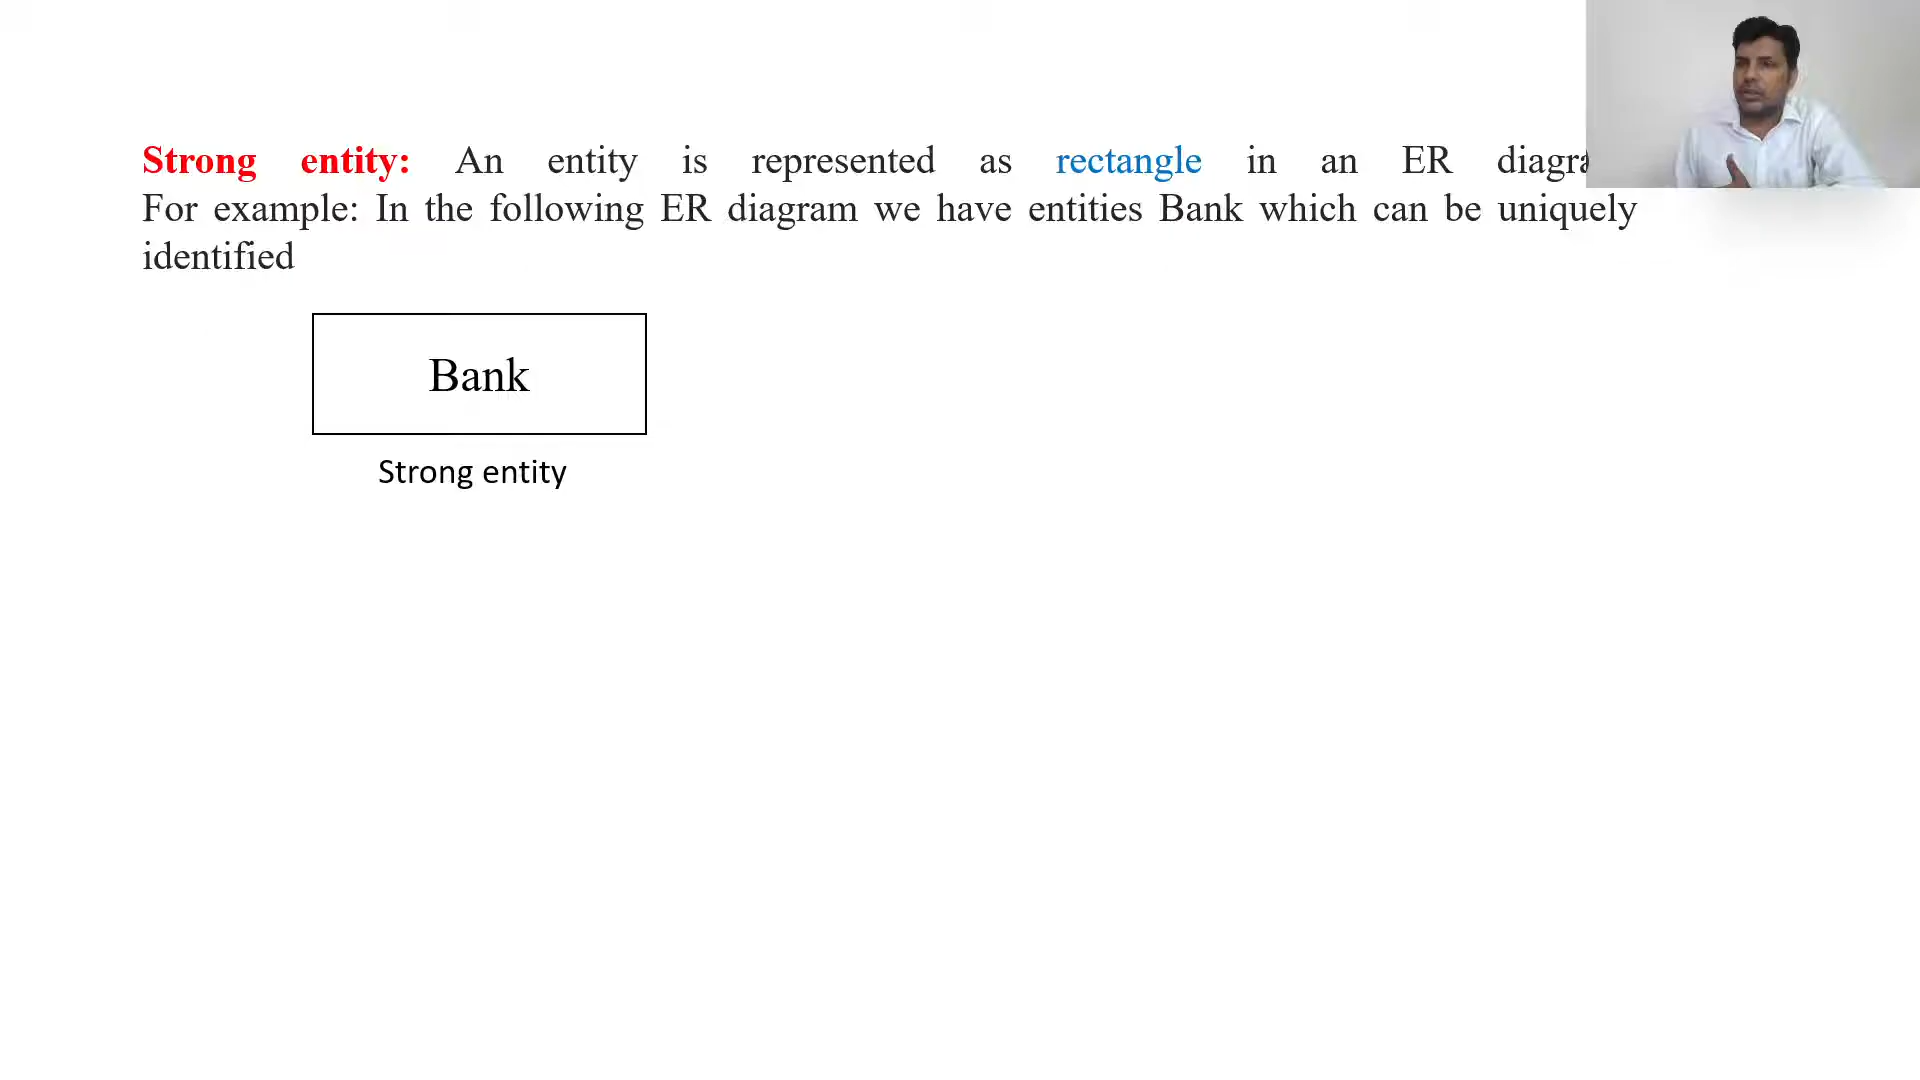 Strong entity: An entity is represented as rectangle in an ER
For example: In the following ER diagram we have entities Bank which can be uniquely
identified
Bank
Strong entity